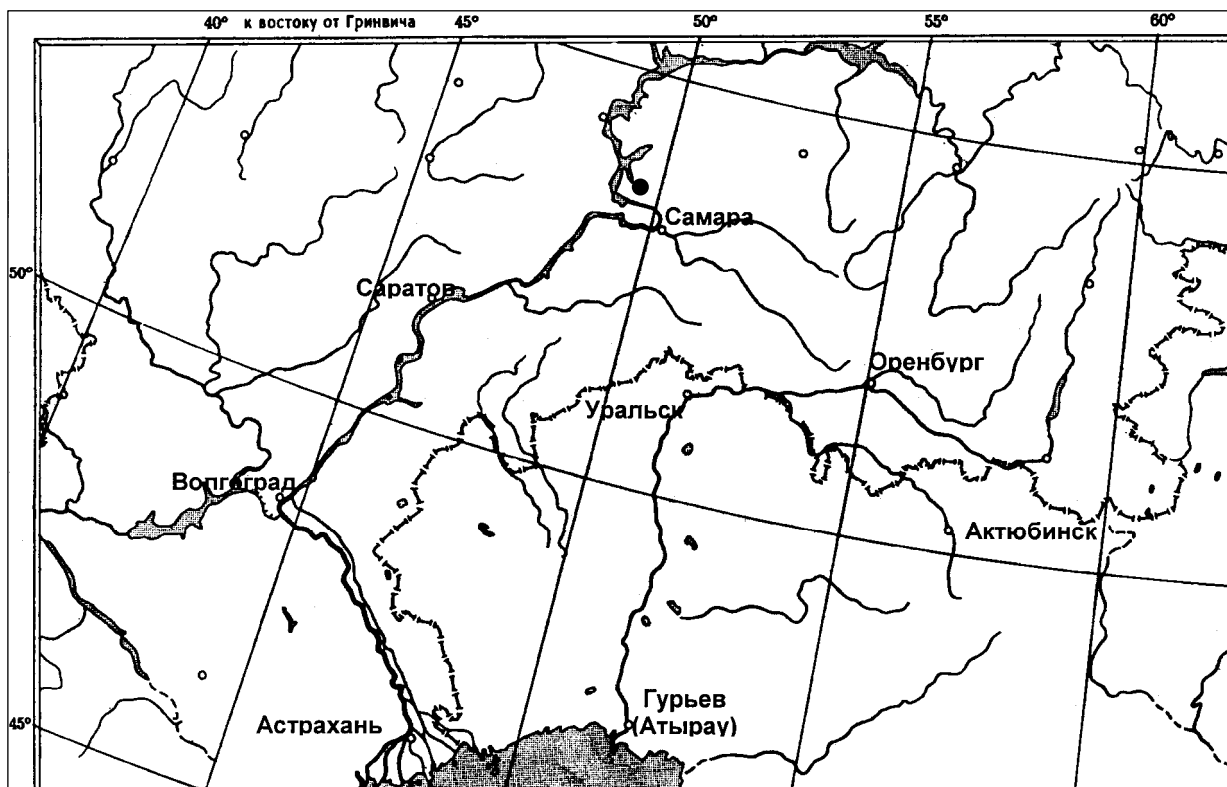 40° к востоку от Гринвича 45° 50° 55° 60°
Самара
50°
Саратов
Оренбург
Уральск
Волгоград
Актюбинск
Гурьев
(Атырау)
Астрахань
45°